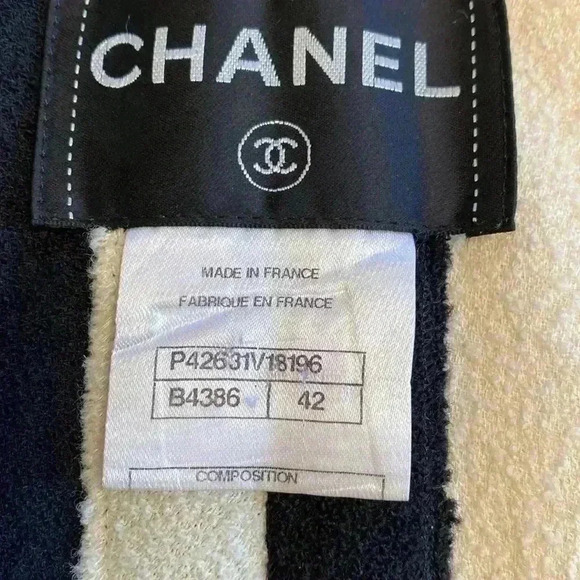 CHANEL
MADE IN FRANCE
FABRIQUE EN FRANCE
P42631V18196
B4386 42
COMPOSITION